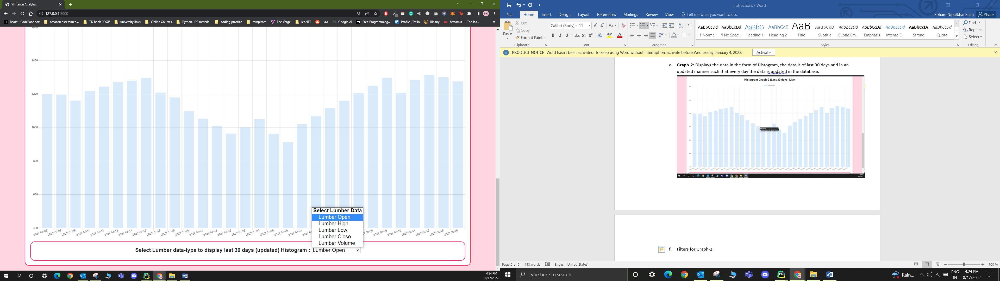 YFinance Analytics
127.0.0.1:8000
React - CodeSandbox
amazon assessmen...
TD Bank COOP
university links
Online Courses
Python , DS material
coding practice
templates
The Verge
leoNFT
QZ
Google AI
Free Programming...
Profile | Trello
Binany
Streamlit — The fas...
»
1600
1400
1200
1000
800
600
400
2022-07-06
2022-07-07
2022-07-08
2022-07-11
2022-07-12
2022-07-13
2022-07-14
2022-07-15
2022-07-18
2022-07-19
2022-07-20
2022-07-21
2022-07-22
2022-07-25
2022-07-26
2022-07-27
2022-07-28
2022-07-29
2022-08-01
2022-08-09
2022-08-10
2022-08-11
2022-08-12
2022-08-15
2022-08-16
Select Lumber Data
Lumber Open
Lumber High
Lumber Low
Lumber Close
Lumber Volume
Select Lumber data-type to display last 30 days (updated) Histogram : Lumber Open
4:24 PM
8/17/2022
Instructions - Word
File Home Insert Design Layout References Mailings Review View Tell me what you want to do...
Soham Nipulbhai Shah Share
Paste
Cut
Copy
Format Painter
Clipboard
Calibri (Body) 11
Font
Paragraph
AaBbCcDd AaBbCcDd AaBbC AaBbCcC AaB AaBbCcD AaBbCcDd AaBbCcDd AaBbCcDd AaBbCcDc AaBbCcDd
¶ Normal ¶ No Spac... Heading 1 Heading 2 Title Subtitle Subtle Em... Emphasis Intense E... Strong Quote
Styles
Find
Replace
Select
Editing
PRODUCT NOTICE Word hasn't been activated. To keep using Word without interruption, activate before Wednesday, January 4, 2023. Activate
e. Graph-2: Displays the data in the form of Histogram, the data is of last 30 days and in an
updated manner such that every day the data is updated in the database.
Histogram Graph-2 (Last 30 days) Live
f. Filters for Graph-2:
Page 5 of 5 448 words English (United States)
100 %
Type here to search
Rain...
ENG
IN
4:24 PM
8/17/2022